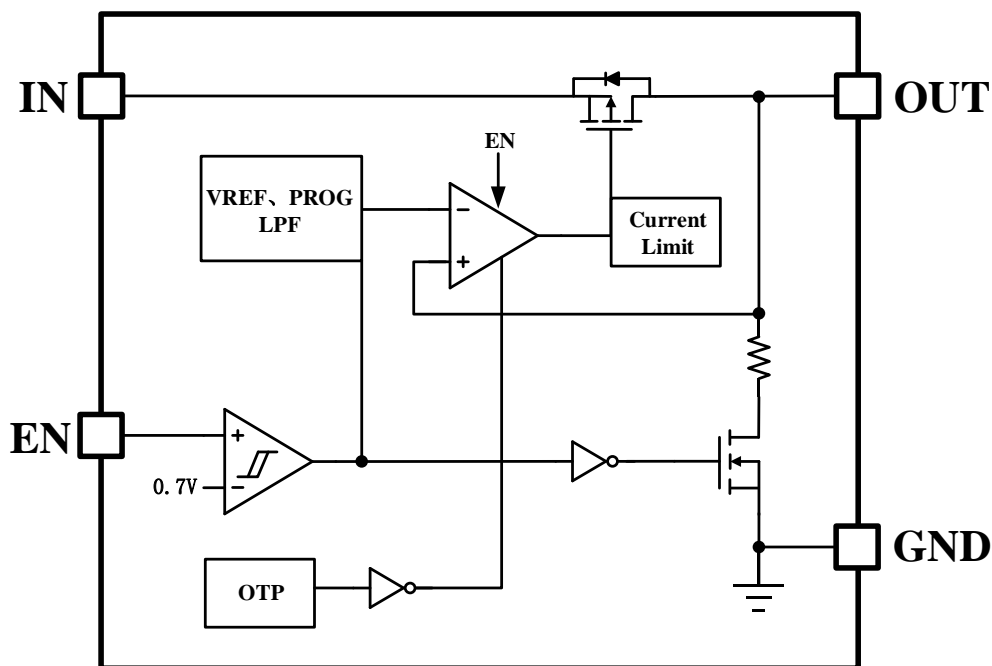 IN
OUT
EN
VREF、PROG
LPF
−
+
Current
Limit
EN
+
0.7V
−
GND
OTP